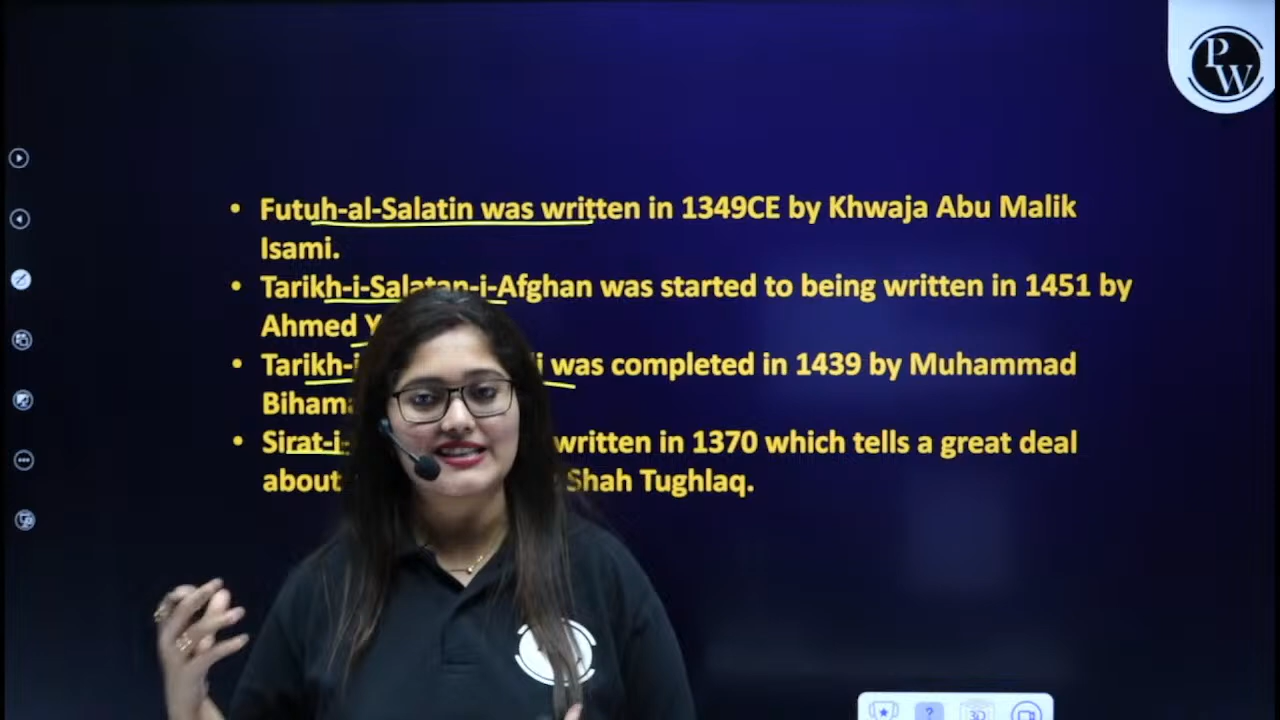 PW
• Futuh-al-Salatin was written in 1349CE by Khwaja Abu Malik
Isami.
• Tarikh-i-Salatan-i-Afghan was started to being written in 1451 by
Ahmed
• Tarikh- was completed in 1439 by Muhammad
• Sirat-i- written in 1370 which tells a great deal
about Shah Tughlaq.
?
3D